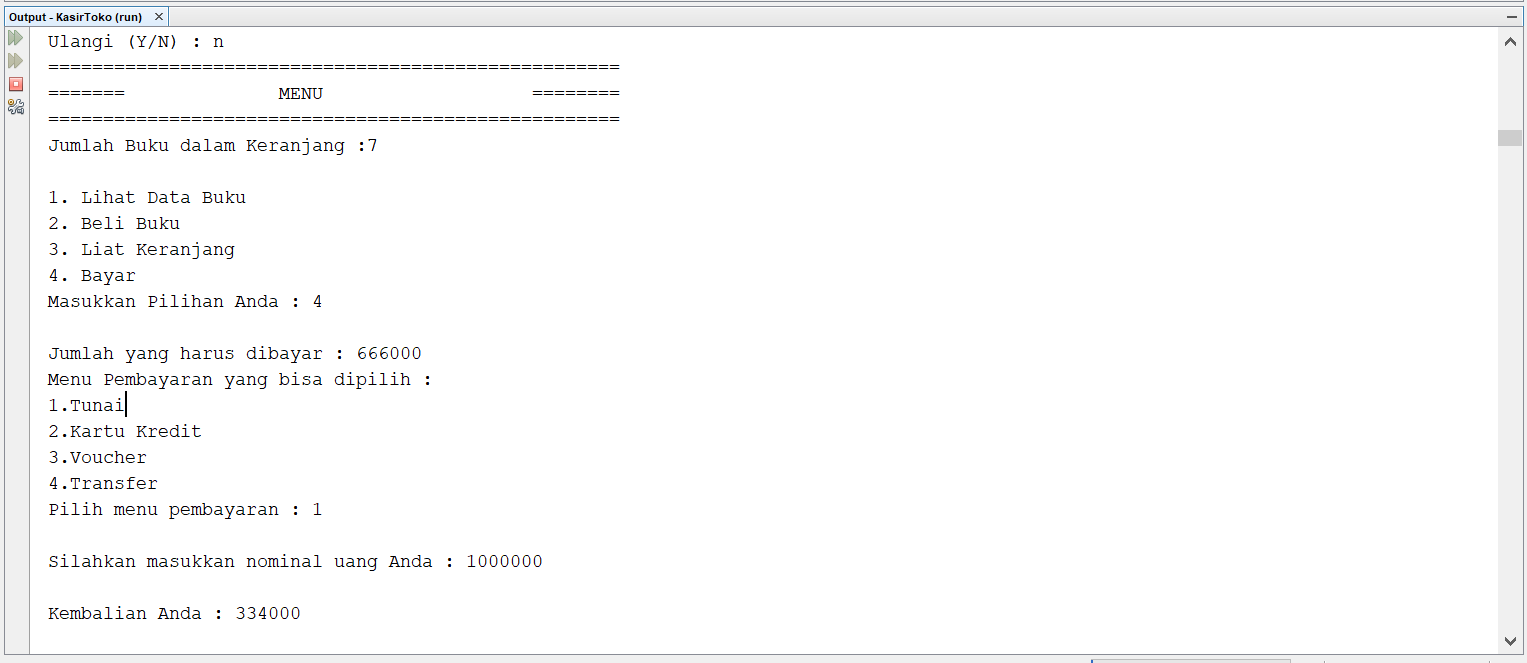 Output - KasirToko (run)
Ulangi (Y/N) : n
====================================================
=======              MENU                   ========
====================================================
Jumlah Buku dalam Keranjang :7
1. Lihat Data Buku
2. Beli Buku
3. Liat Keranjang
4. Bayar
Masukkan Pilihan Anda : 4
Jumlah yang harus dibayar : 666000
Menu Pembayaran yang bisa dipilih :
1.Tunai
2.Kartu Kredit
3.Voucher
4.Transfer
Pilih menu pembayaran : 1
Silahkan masukkan nominal uang Anda : 1000000
Kembalian Anda : 334000